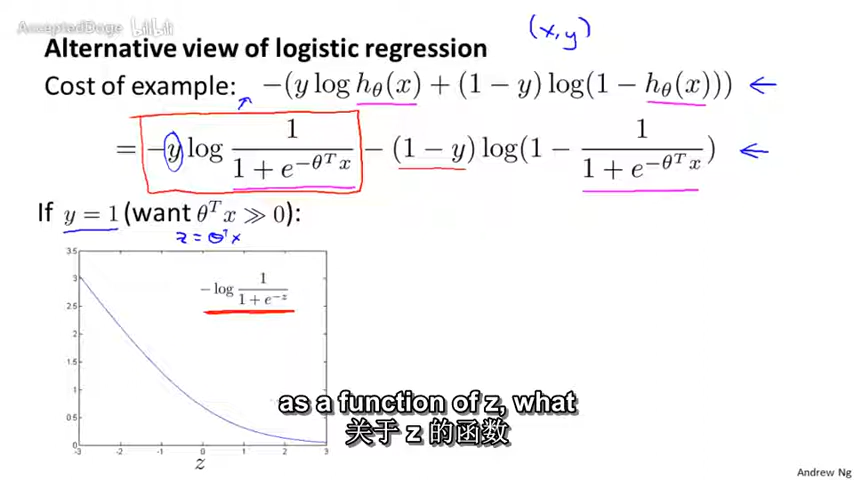 AcceptedDoge bilibili
(x,y)
Alternative view of logistic regression
Cost of example: −(y log hθ(x) + (1 − y) log(1 − hθ(x))) ←
= −y log 1/(1 + e^{−θ^T x}) − (1 − y) log(1 − 1/(1 + e^{−θ^T x})) ←
If y = 1 (want θ^T x ≫ 0):
z = θ^T x
3.5
3
2.5
2
1.5
1
0.5
0
−log 1/(1 + e^{−z})
-3 -2 -1 0 1 2 3
z
as a function of z, what
关于 z 的函数
Andrew Ng